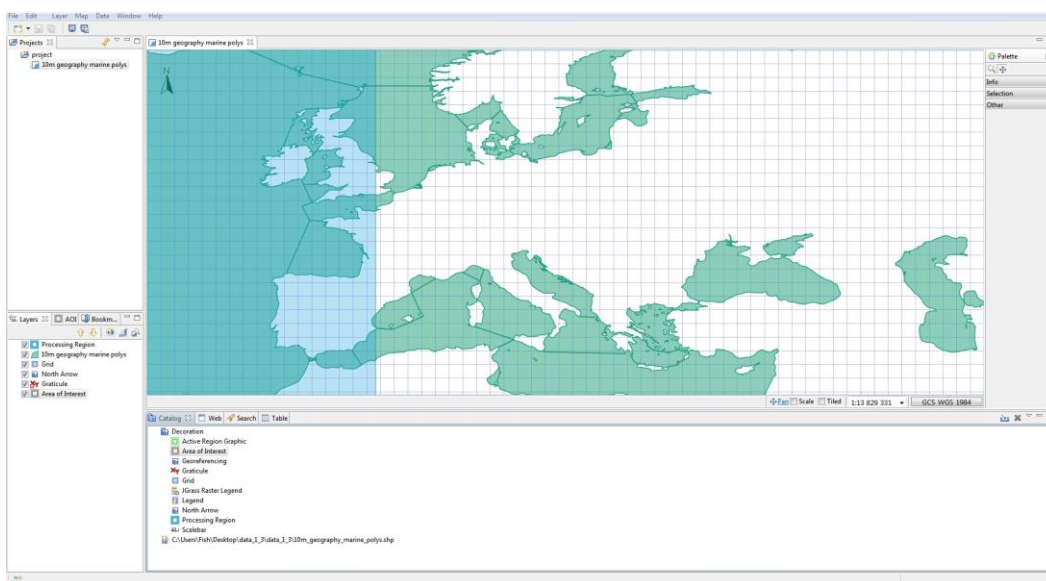 File Edit Layer Map Data Window Help
Projects
project
10m geography marine polys
10m geography marine polys
N
Palette
Info
Selection
Other
Layers AOI Bookm...
Processing Region
10m geography marine polys
Grid
North Arrow
Graticule
Area of Interest
Pan Scale Tiled 1:13 829 331 GCS WGS 1984
Catalog Web Search Table
Decoration
Active Region Graphic
Area of Interest
Georeferencing
Graticule
Grid
JGrass Raster Legend
Legend
North Arrow
Processing Region
Scalebar
C:\Users\Fish\Desktop\data_1_3\data_1_3\10m_geography_marine_polys.shp